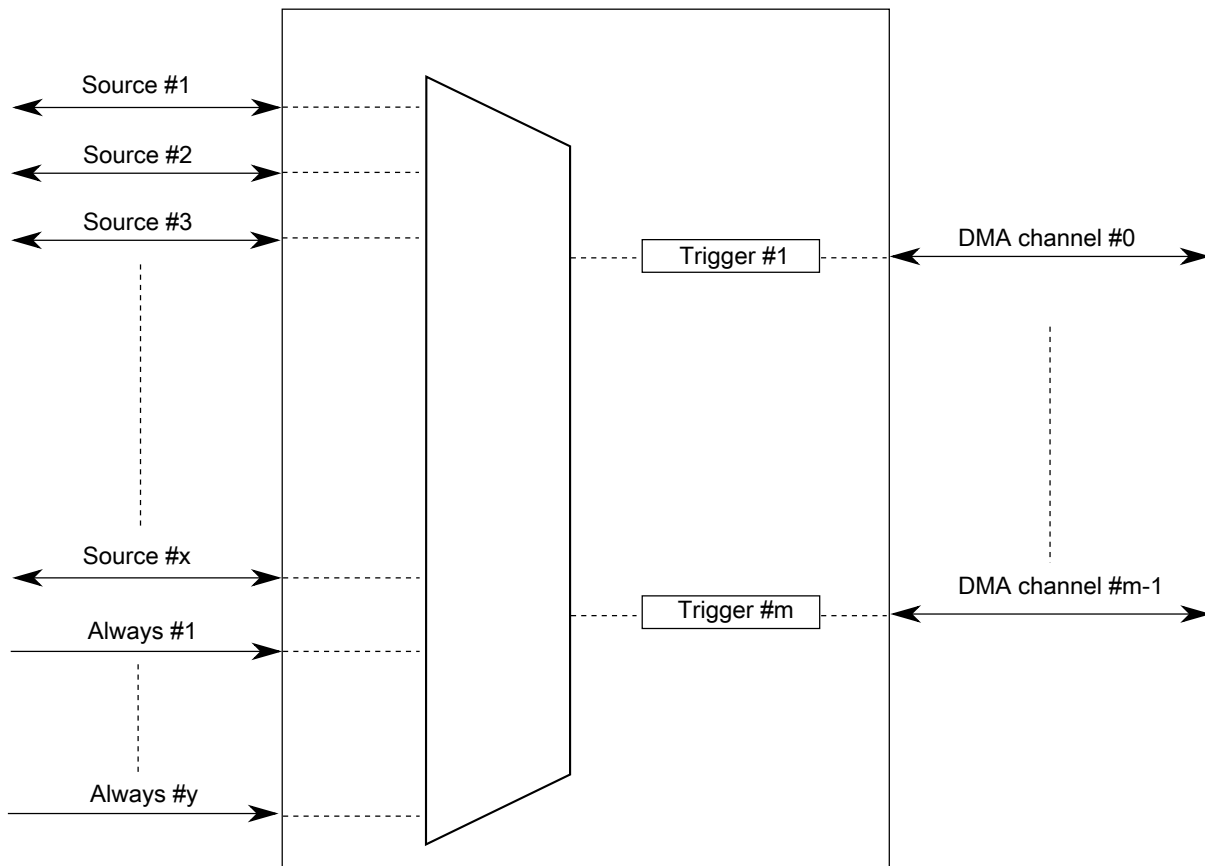 Source #1
Source #2
Source #3
Source #x
Always #1
Always #y
Trigger #1
Trigger #m
DMA channel #0
DMA channel #m-1